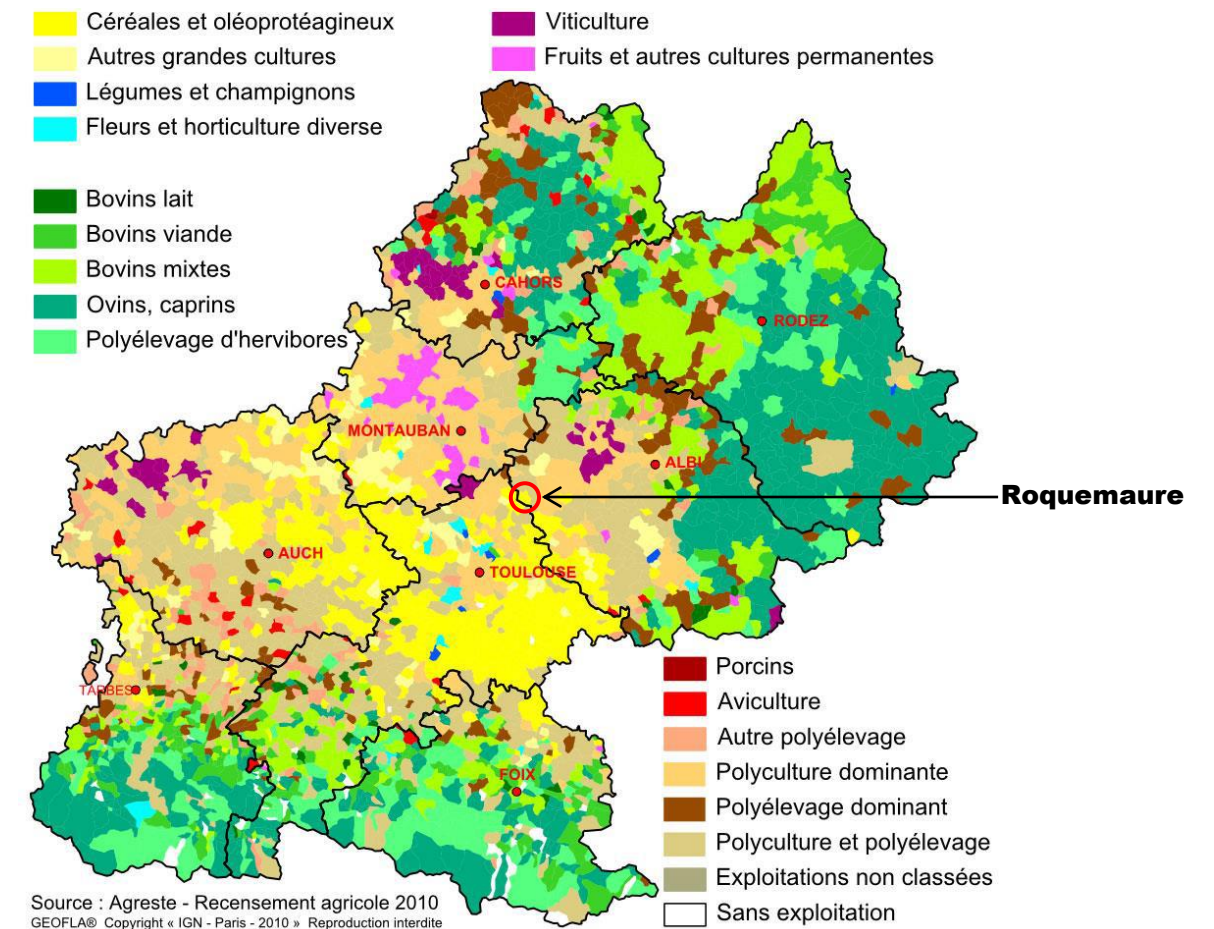 Céréales et oléoprotéagineux
Autres grandes cultures
Légumes et champignons
Fleurs et horticulture diverse
Viticulture
Fruits et autres cultures permanentes
Bovins lait
Bovins viande
Bovins mixtes
Ovins, caprins
Polyélevage d'hervibores
CAHORS
RODEZ
MONTAUBAN
ALBI
Roquemaure
AUCH
TOULOUSE
TARBES
FOIX
Porcins
Aviculture
Autre polyélevage
Polyculture dominante
Polyélevage dominant
Polyculture et polyélevage
Exploitations non classées
Sans exploitation
Source : Agreste - Recensement agricole 2010
GEOFLA® Copyright « IGN - Paris - 2010 » Reproduction interdite